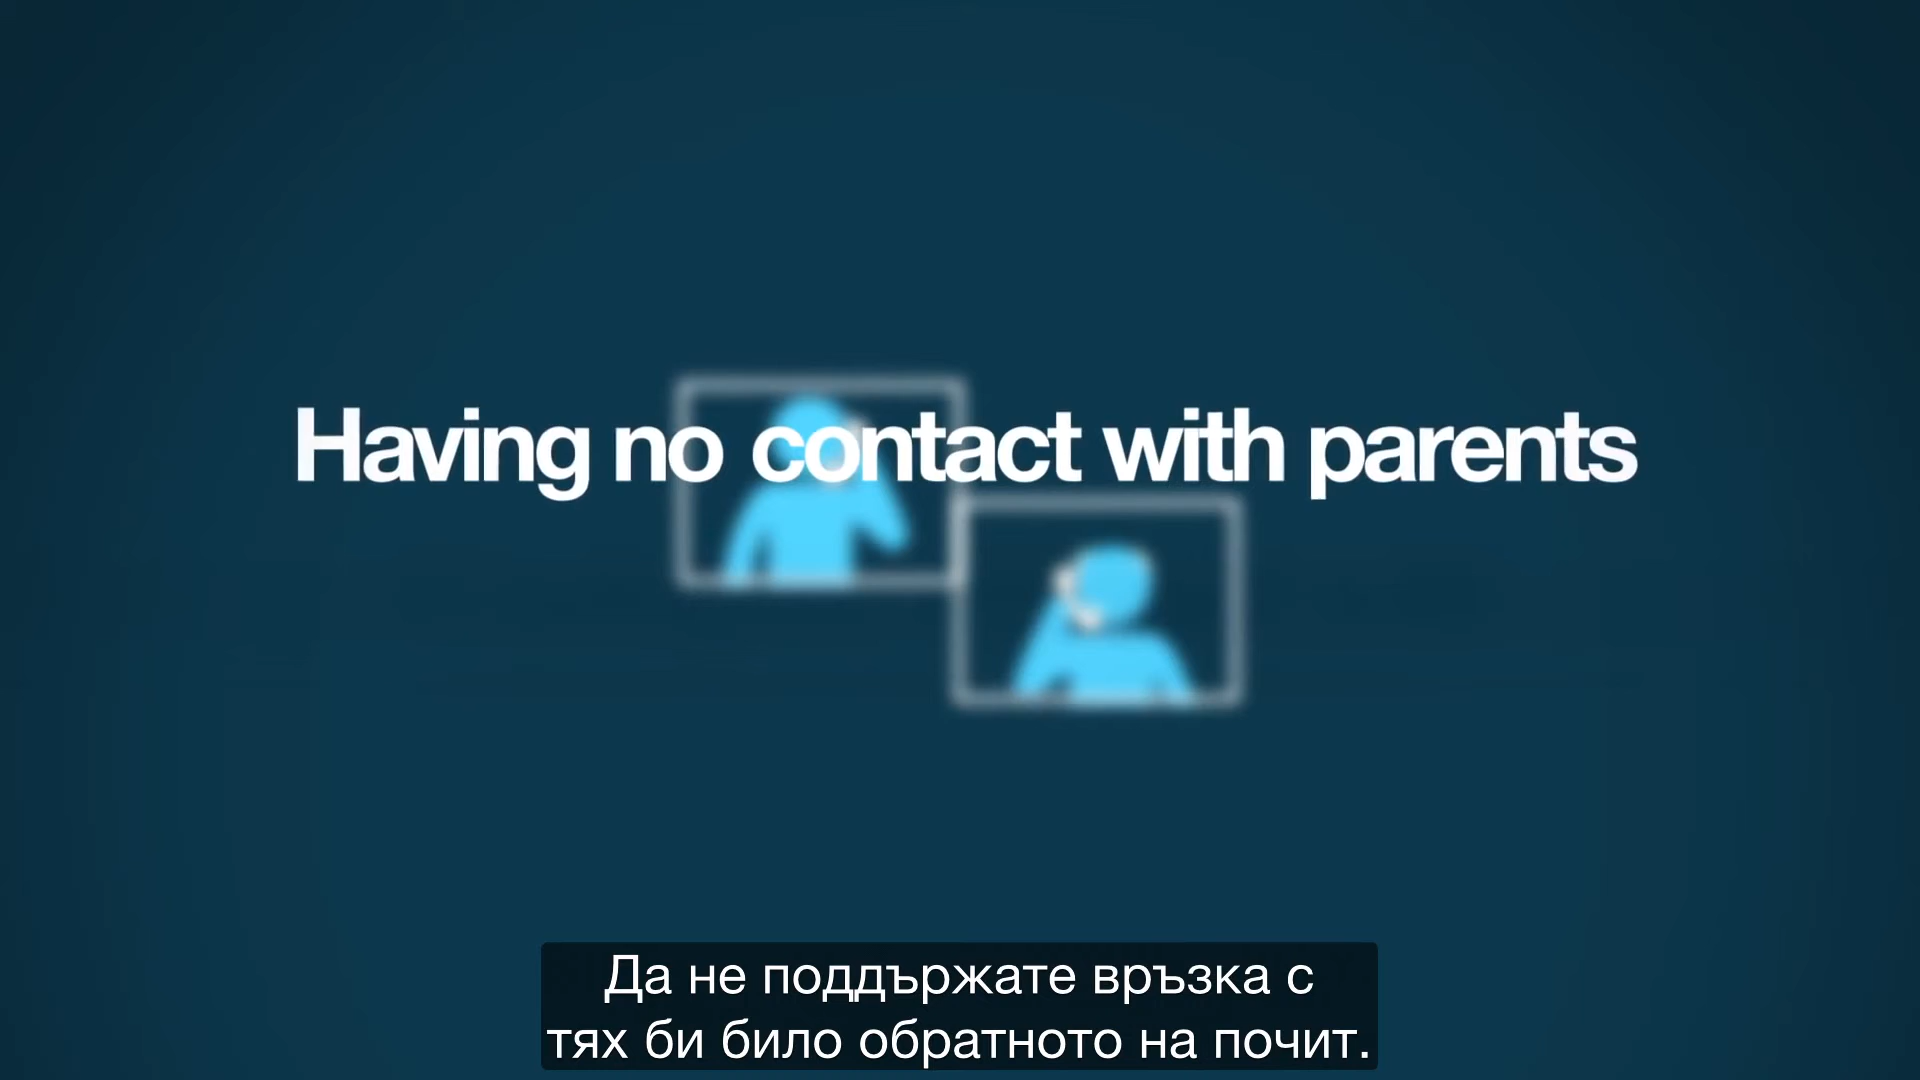 Having no contact with parents
Да не поддържате връзка с
тях би било обратното на почит.